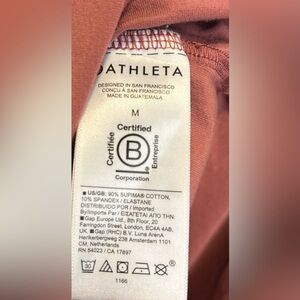 ATHLETA
DESIGNED IN SAN FRANCISCO
CONÇU À SAN FRANCISCO
MADE IN GUATEMALA
M
Certified
Certifiée
B
Entreprise
Corporation
■ US/GB: 90% SUPIMA® COTTON,
10% SPANDEX / ELASTANE
DISTRIBUIDO POR / Imported
By/Importé Par / ΕΙΣΑΓΕΤΑΙ ΑΠΟ ΤΗΝ
■ Gap Europe Ltd., 8th Floor, 20
Farringdon Street, London, EC4A 4AB,
UK ■ Gap (RHC) B.V. Luna ArenA
Herikerbergweg 238 Amsterdam 1101
CM, Netherlands
RN 54023 / CA 17897
30
1166